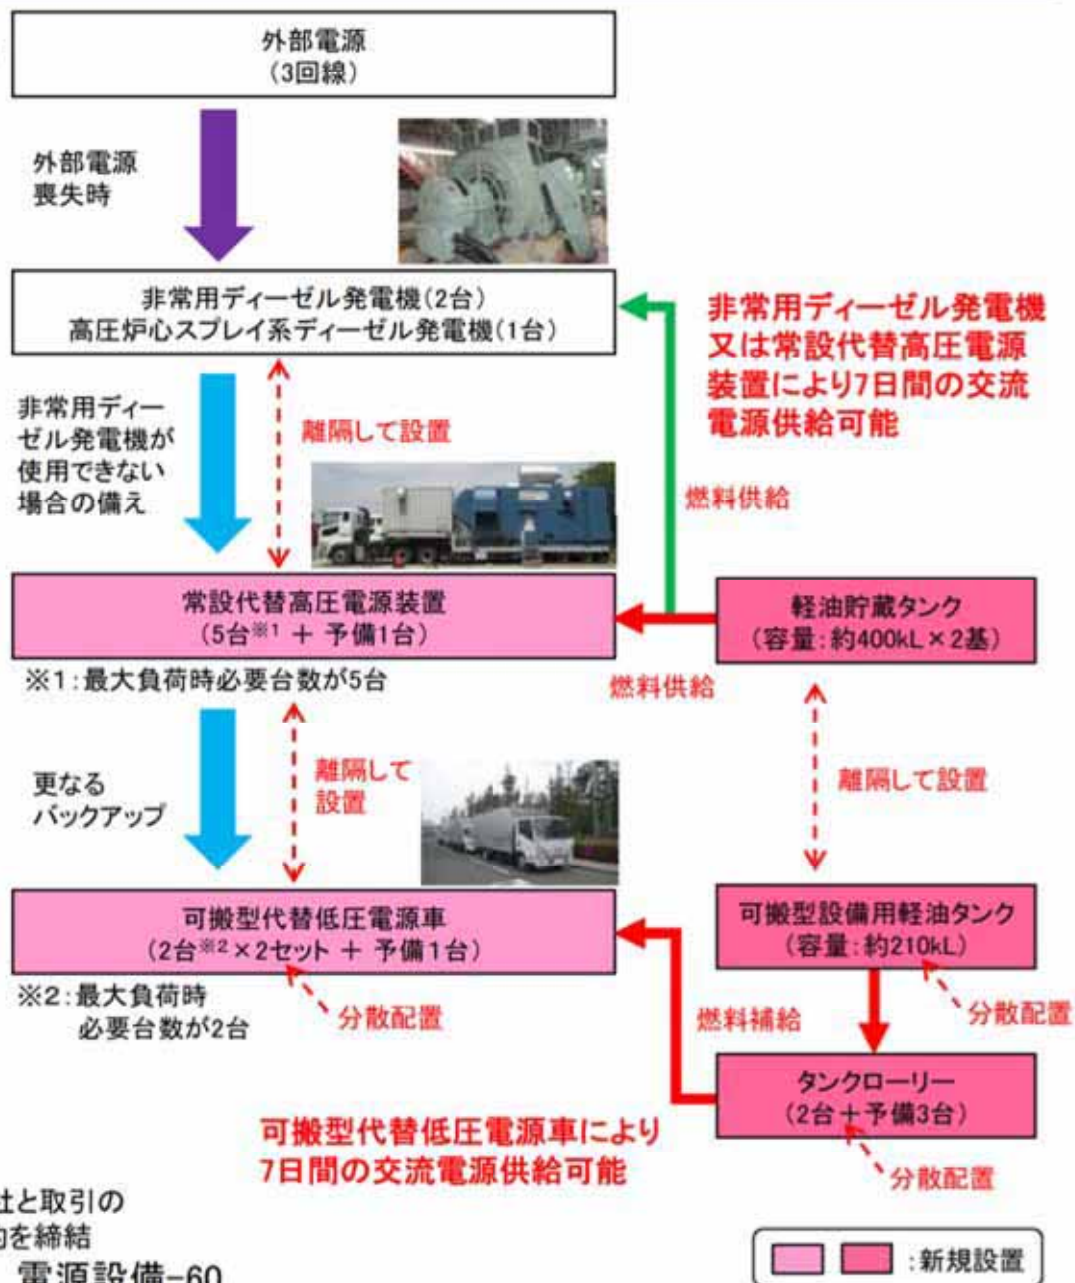 外部電源
（3回線）
外部電源
喪失時
非常用ディーゼル発電機（2台）
高圧炉心スプレイ系ディーゼル発電機（1台）
非常用ディーゼル発電機
又は常設代替高圧電源
装置により7日間の交流
電源供給可能
非常用ディー
ゼル発電機が
使用できない
場合の備え
離隔して設置
燃料供給
常設代替高圧電源装置
（5台※1 ＋ 予備1台）
軽油貯蔵タンク
（容量：約400kL×2基）
※1：最大負荷時必要台数が5台
燃料供給
更なる
バックアップ
離隔して
設置
離隔して設置
可搬型代替低圧電源車
（2台※2×2セット ＋ 予備1台）
可搬型設備用軽油タンク
（容量：約210kL）
※2：最大負荷時
必要台数が2台
分散配置
燃料補給
分散配置
タンクローリー
（2台＋予備3台）
可搬型代替低圧電源車により
7日間の交流電源供給可能
分散配置
社と取引の
を締結
電源設備-60
：新規設置